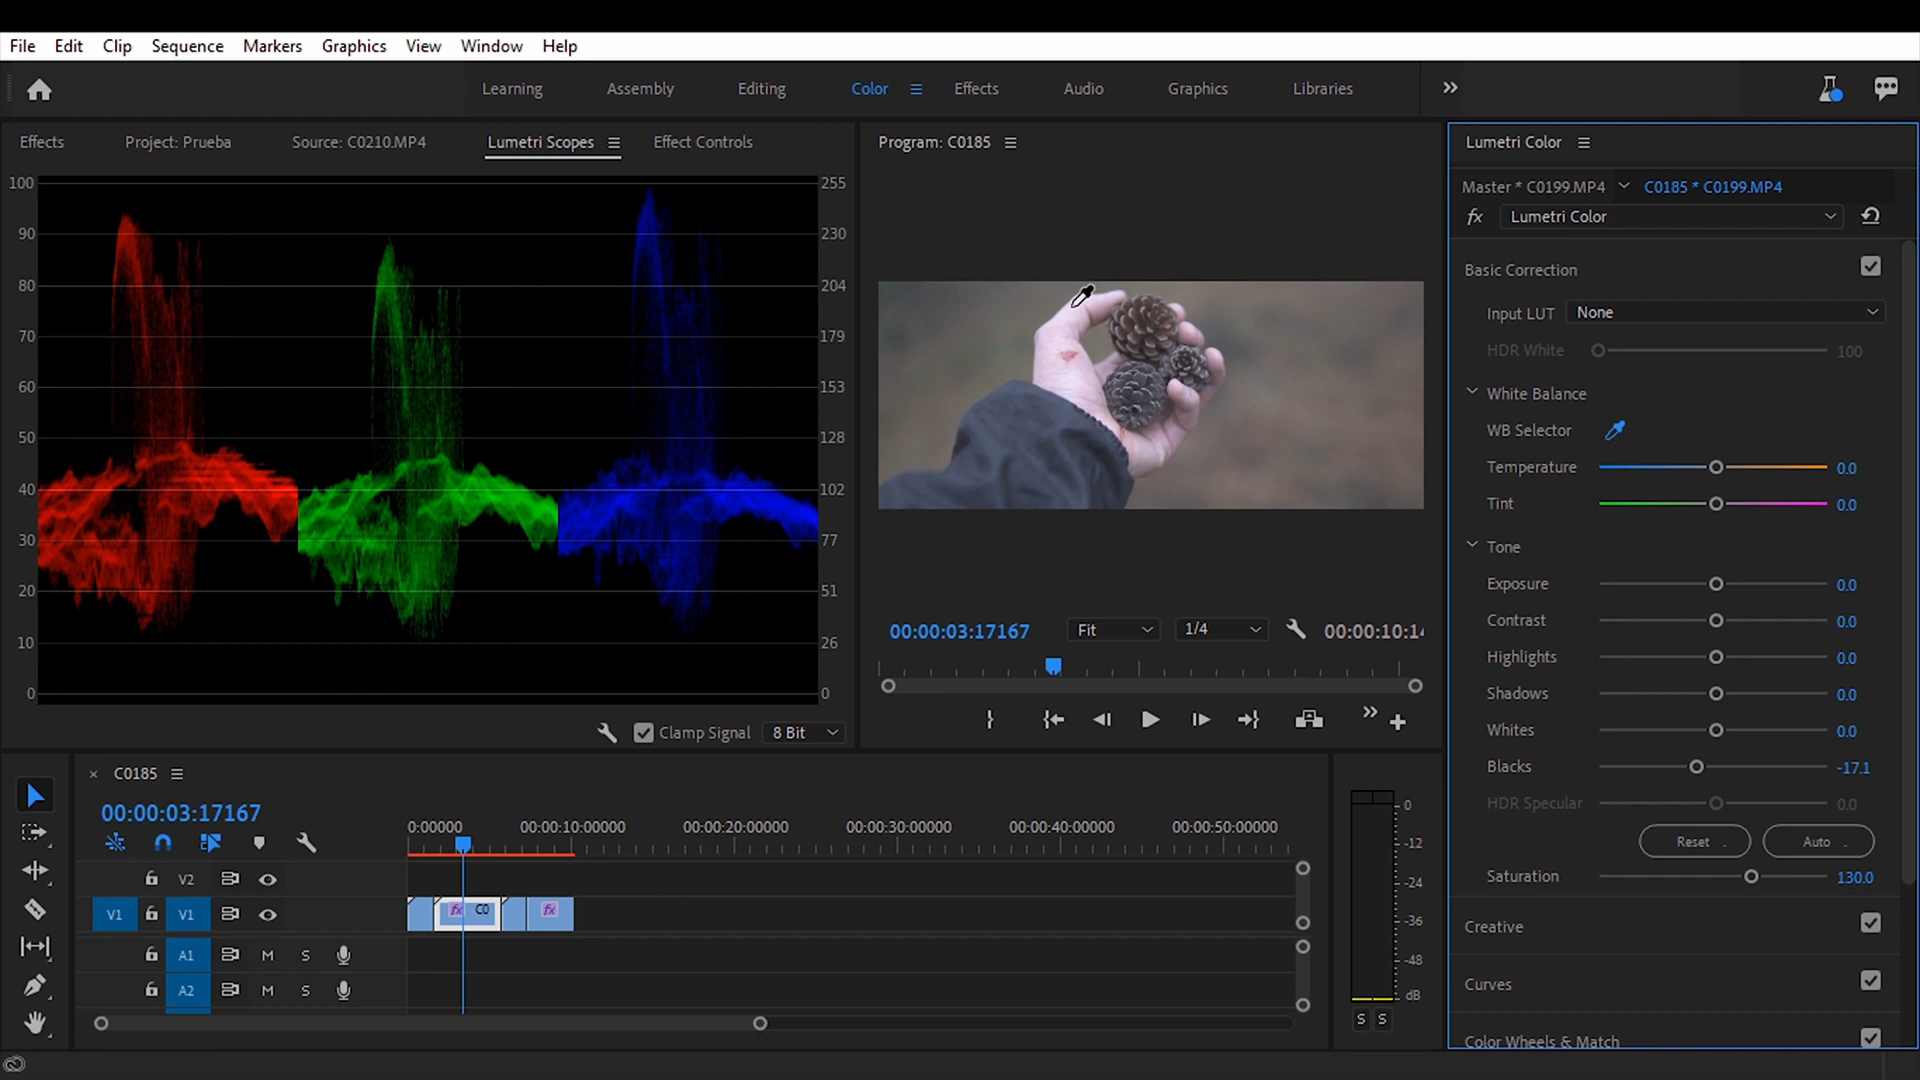 File Edit Clip Sequence Markers Graphics View Window Help
Learning Assembly Editing Color Effects Audio Graphics Libraries
Effects Project: Prueba Source: C0210.MP4 Lumetri Scopes Effect Controls
100 255
90 230
80 204
70 179
60 153
50 128
40 102
30 77
20 51
10 26
0 0
Clamp Signal 8 Bit
Program: C0185
00:00:03:17167 Fit 1/4 00:00:10:14
Lumetri Color
Master * C0199.MP4 C0185 * C0199.MP4
fx Lumetri Color
Basic Correction
Input LUT None
HDR White 100
White Balance
WB Selector
Temperature 0.0
Tint 0.0
Tone
Exposure 0.0
Contrast 0.0
Highlights 0.0
Shadows 0.0
Whites 0.0
Blacks -17.1
HDR Specular 0.0
Reset Auto
Saturation 130.0
Creative
Curves
Color Wheels & Match
× C0185
00:00:03:17167
0:00000 00:00:10:00000 00:00:20:00000 00:00:30:00000 00:00:40:00000 00:00:50:00000
V2
V1 V1 fx C0 fx
A1 M S
A2 M S
0
-12
-24
-36
-48
dB
S S